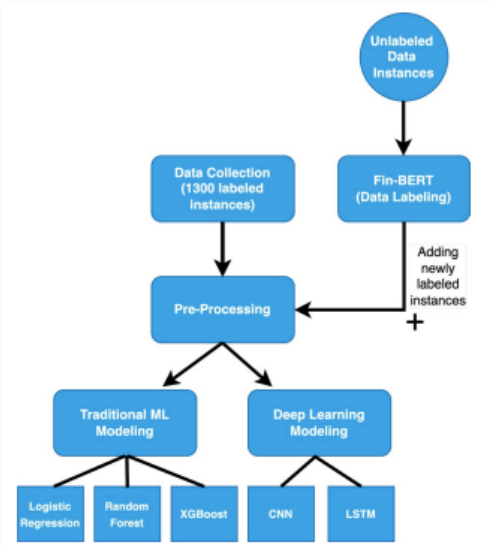 Unlabeled
Data
Instances
Data Collection
(1300 labeled
instances)
Fin-BERT
(Data Labeling)
Adding
newly
labeled
instances
+
Pre-Processing
Traditional ML
Modeling
Deep Learning
Modeling
Logistic
Regression
Random
Forest
XGBoost
CNN
LSTM